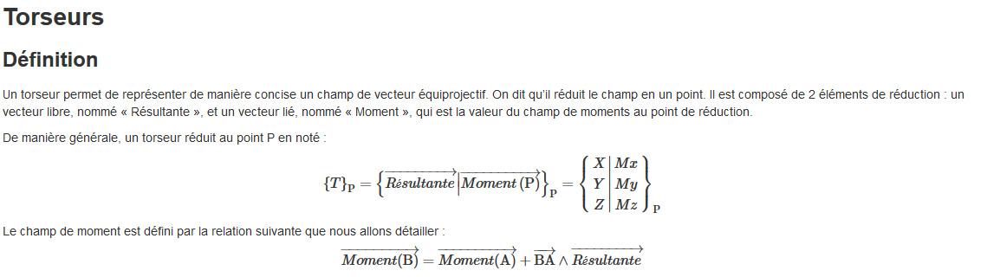 Torseurs
Définition
Un torseur permet de représenter de manière concise un champ de vecteur équiprojectif. On dit qu'il réduit le champ en un point. Il est composé de 2 éléments de réduction : un
vecteur libre, nommé « Résultante », et un vecteur lié, nommé « Moment », qui est la valeur du champ de moments au point de réduction.
De manière générale, un torseur réduit au point P en noté :
$\{T\}_{\mathrm{P}} = \left\{ \overrightarrow{Résultante} \middle| \overrightarrow{Moment(\mathrm{P})} \right\}_{\mathrm{P}} = \left\{ \begin{array}{c|c} X & Mx \\ Y & My \\ Z & Mz \end{array} \right\}_{\mathrm{P}}$
Le champ de moment est défini par la relation suivante que nous allons détailler :
$\overrightarrow{Moment(\mathrm{B})} = \overrightarrow{Moment(\mathrm{A})} + \overrightarrow{\mathrm{BA}} \wedge \overrightarrow{Résultante}$